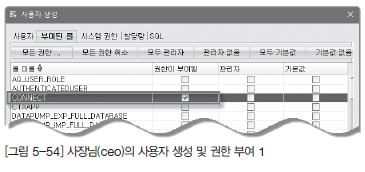 사용자 생성
사용자 부여된 롤 시스템 권한 할당량 SQL
모든 권한... 모든 권한 취소 모두 관리자 관리자 없음 모두 기본값 기본값 없음
롤 이름 권한이 부여됨 관리자 기본값
AQ_USER_ROLE
AUTHENTICATEDUSER
CONNECT
CTXAPP
DATAPUMP_EXP_FULL_DATABASE
[그림 5-54] 사장님(ceo)의 사용자 생성 및 권한 부여 1